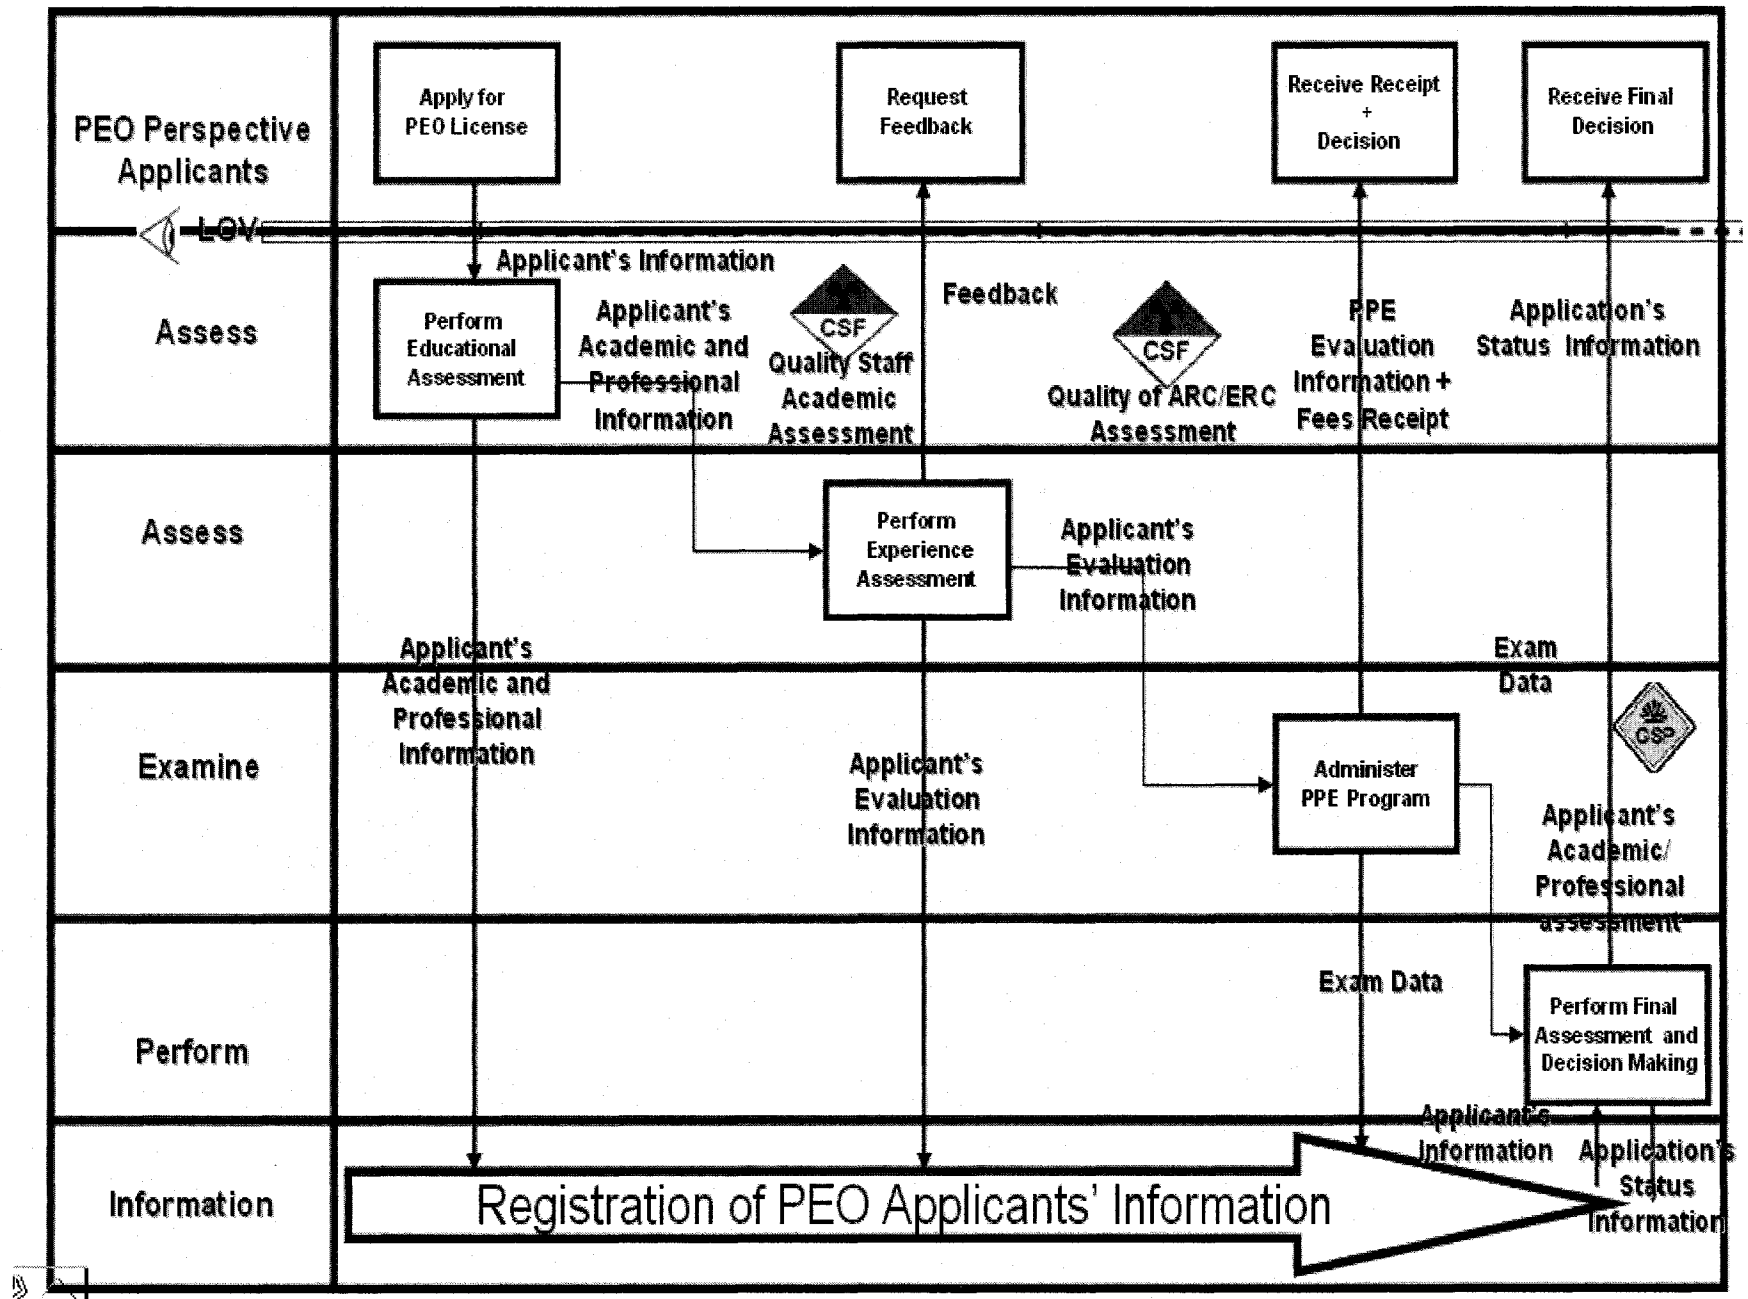 Apply for
PEO License
Request
Feedback
Receive Receipt
+
Decision
Receive Final
Decision
PEO Perspective
Applicants
LOV
Applicant's Information
Assess
Perform
Educational
Assessment
Applicant's
Academic and
Professional
Information
CSF
Quality Staff
Academic
Assessment
Feedback
CSF
Quality of ARC/ERC
Assessment
PPE
Evaluation
Information +
Fees Receipt
Application's
Status Information
Assess
Perform
Experience
Assessment
Applicant's
Evaluation
Information
Applicant's
Academic and
Professional
Information
Exam
Data
CSP
Examine
Applicant's
Evaluation
Information
Administer
PPE Program
Applicant's
Academic/
Professional
assessment
Perform
Exam Data
Perform Final
Assessment and
Decision Making
Applicant's
Information
Application's
Status
Information
Information
Registration of PEO Applicants' Information